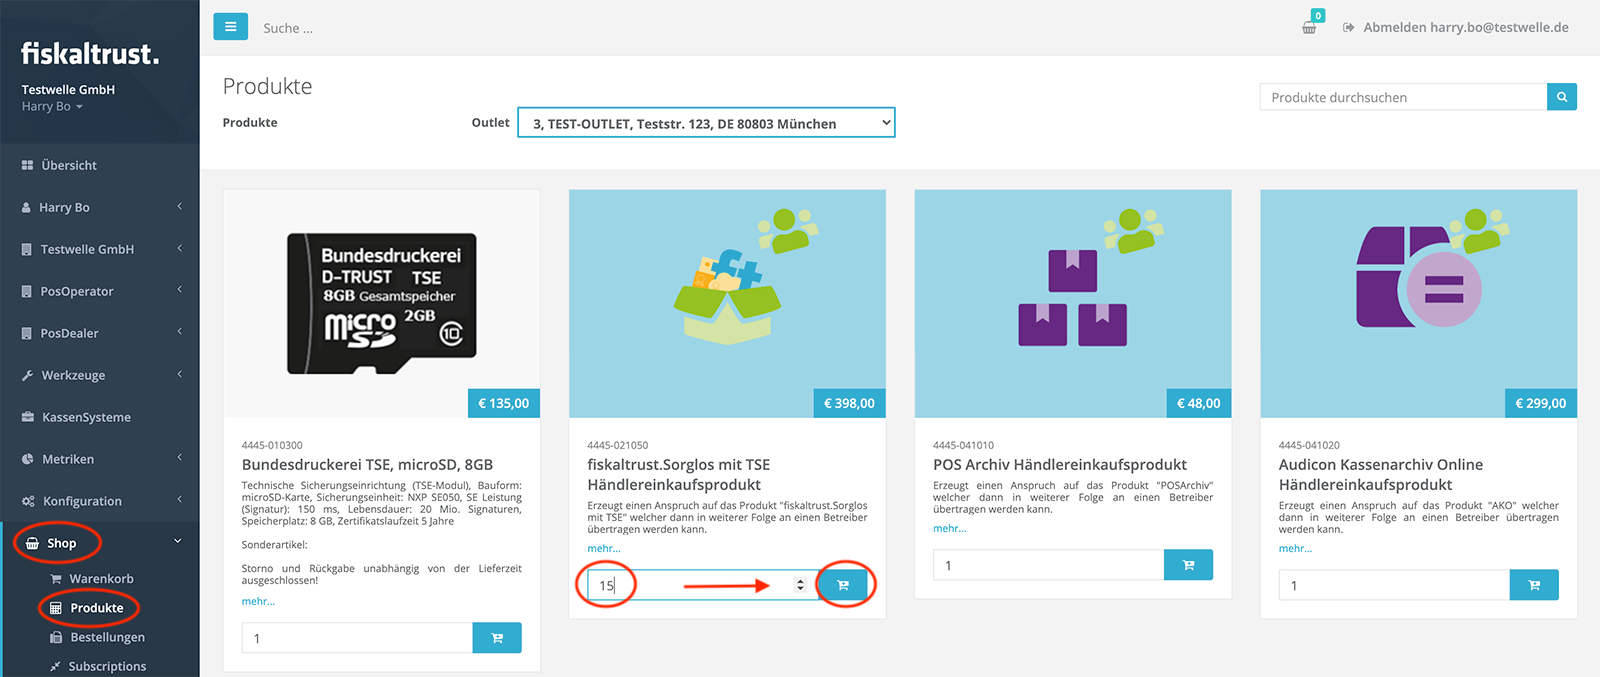 fiskaltrust.
Testwelle GmbH
Harry Bo
Übersicht
Harry Bo
Testwelle GmbH
PosOperator
PosDealer
Werkzeuge
KassenSysteme
Metriken
Konfiguration
Shop
Warenkorb
Produkte
Bestellungen
Subscriptions
Suche ...
0
Abmelden harry.bo@testwelle.de
Produkte
Produkte
Outlet
3, TEST-OUTLET, Teststr. 123, DE 80803 München
Produkte durchsuchen
Bundesdruckerei
D-TRUST TSE
8GB Gesamtspeicher
micro SD 2GB
10
€ 135,00
4445-010300
Bundesdruckerei TSE, microSD, 8GB
Technische Sicherungseinrichtung (TSE-Modul), Bauform:
microSD-Karte, Sicherungseinheit: NXP SE050, SE Leistung
(Signatur): 150 ms, Lebensdauer: 20 Mio. Signaturen,
Speicherplatz: 8 GB, Zertifikatslaufzeit 5 Jahre
Sonderartikel:
Storno und Rückgabe unabhängig von der Lieferzeit
ausgeschlossen!
mehr...
1
ft
€ 398,00
4445-021050
fiskaltrust.Sorglos mit TSE
Händlereinkaufsprodukt
Erzeugt einen Anspruch auf das Produkt "fiskaltrust.Sorglos
mit TSE" welcher dann in weiterer Folge an einen Betreiber
übertragen werden kann.
mehr...
15
€ 48,00
4445-041010
POS Archiv Händlereinkaufsprodukt
Erzeugt einen Anspruch auf das Produkt "POSArchiv"
welcher dann in weiterer Folge an einen Betreiber
übertragen werden kann.
mehr...
1
€ 299,00
4445-041020
Audicon Kassenarchiv Online
Händlereinkaufsprodukt
Erzeugt einen Anspruch auf das Produkt "AKO" welcher
dann in weiterer Folge an einen Betreiber übertragen
werden kann.
mehr...
1